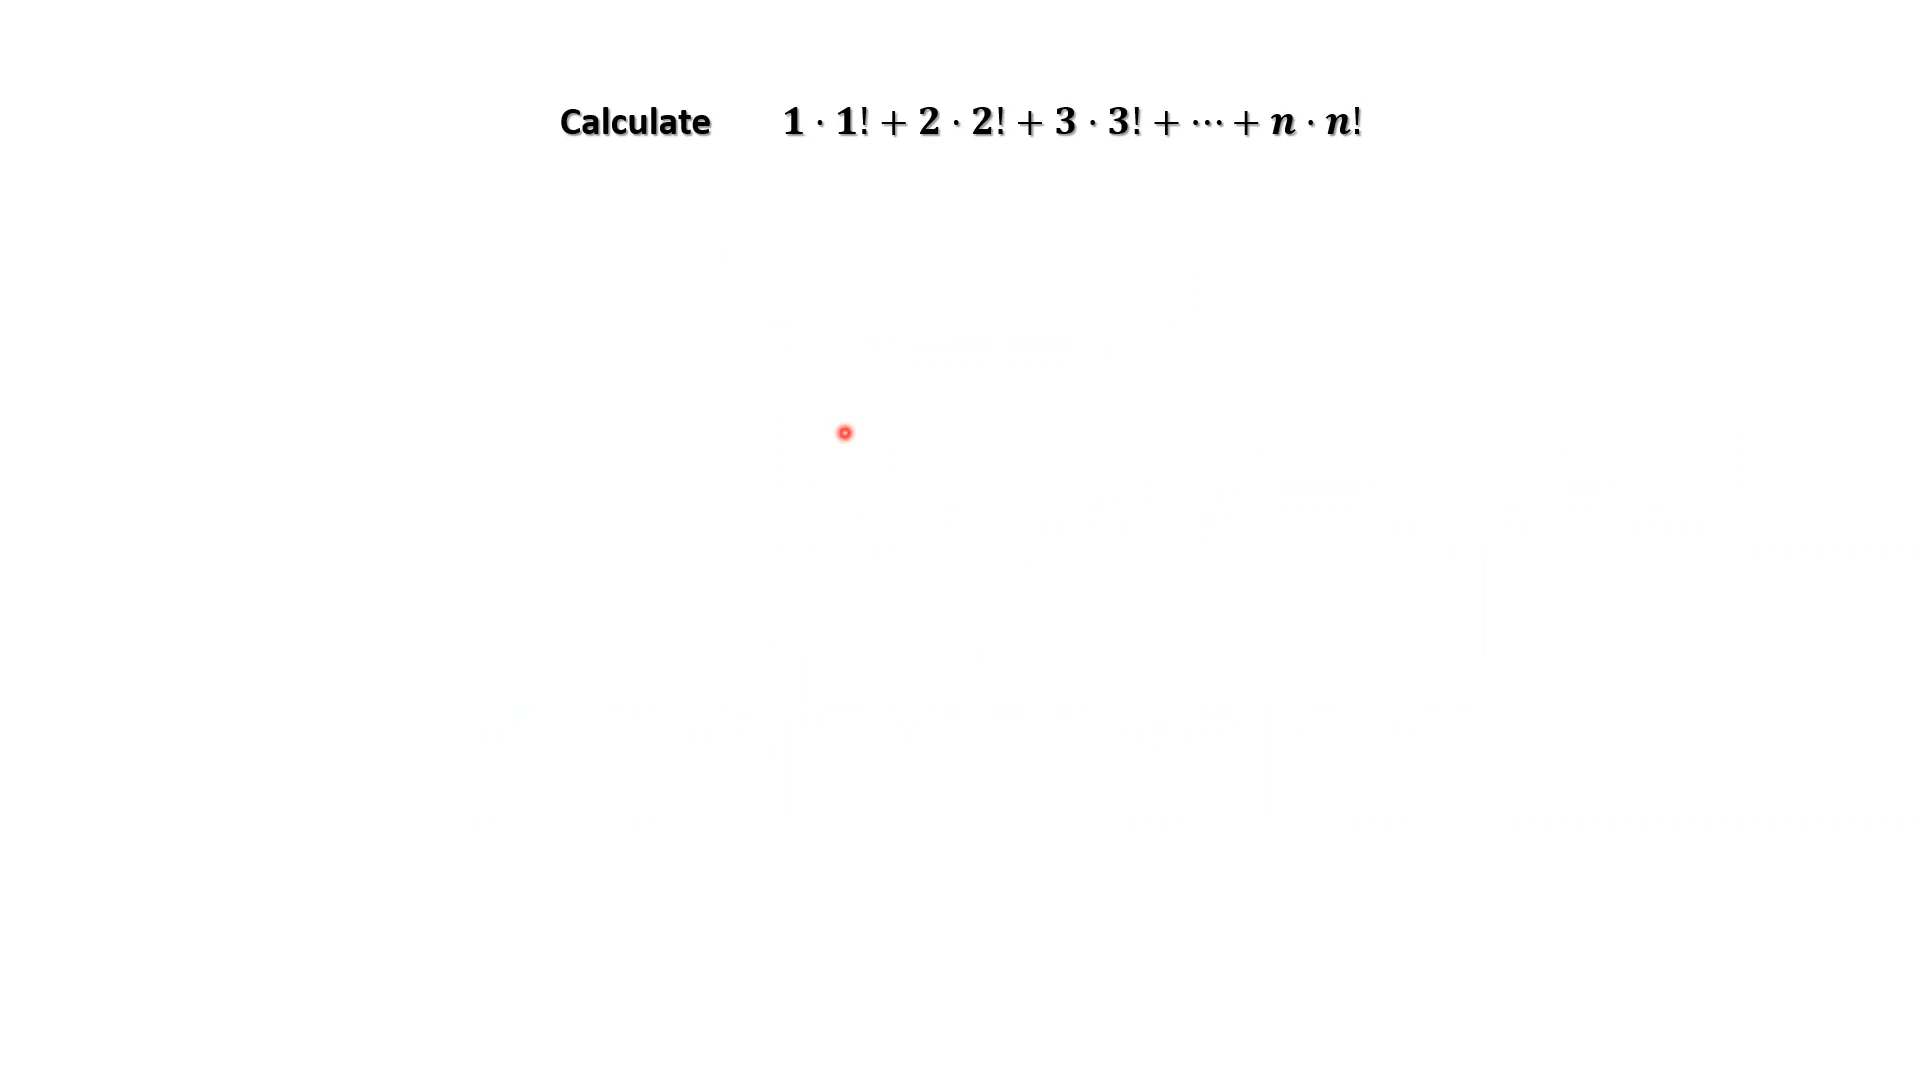 Calculate 1 · 1! + 2 · 2! + 3 · 3! + ⋯ + n · n!